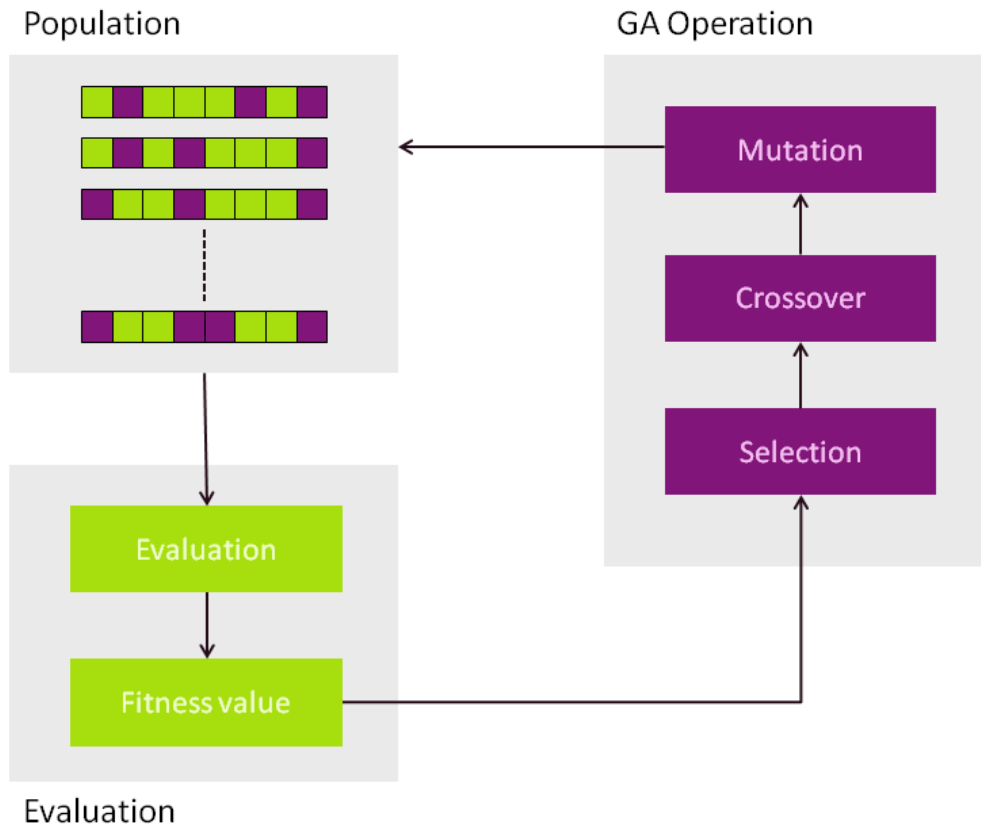 Population
GA Operation
Mutation
Crossover
Selection
Evaluation
Fitness value
Evaluation